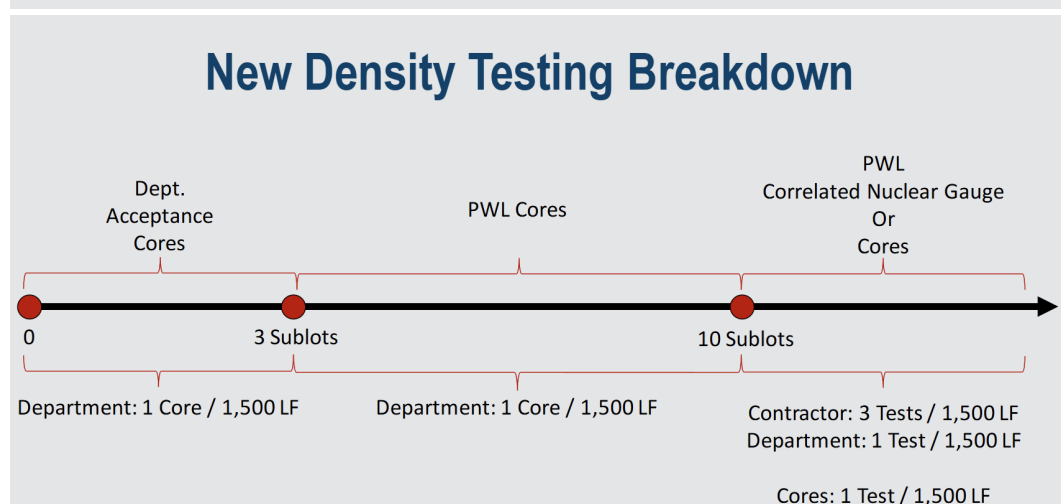 New Density Testing Breakdown
Dept.
Acceptance
Cores
PWL Cores
PWL
Correlated Nuclear Gauge
Or
Cores
0
3 Sublots
10 Sublots
Department: 1 Core / 1,500 LF
Department: 1 Core / 1,500 LF
Contractor: 3 Tests / 1,500 LF
Department: 1 Test / 1,500 LF
Cores: 1 Test / 1,500 LF